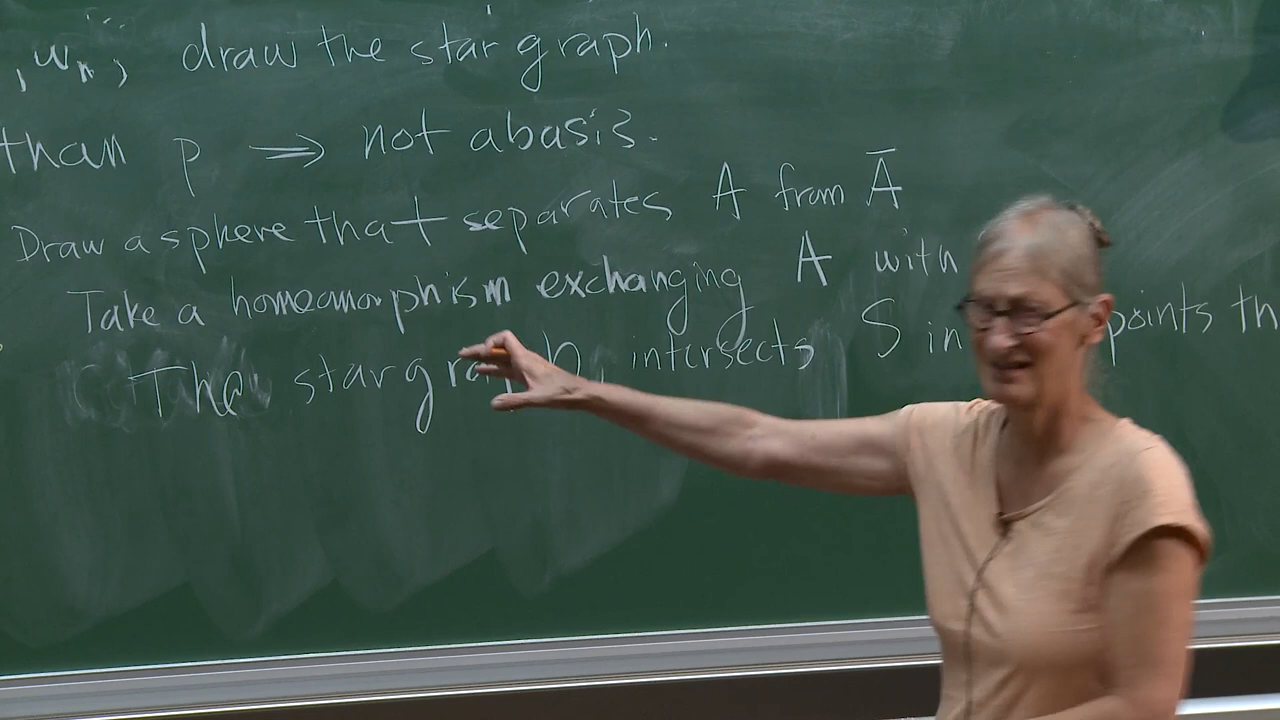 , wₙ; draw the star graph.
than p ⇒ not a basis.
Draw a sphere that separates A from Ā
Take a homeomorphism exchanging A with
The star graph intersects S in points th